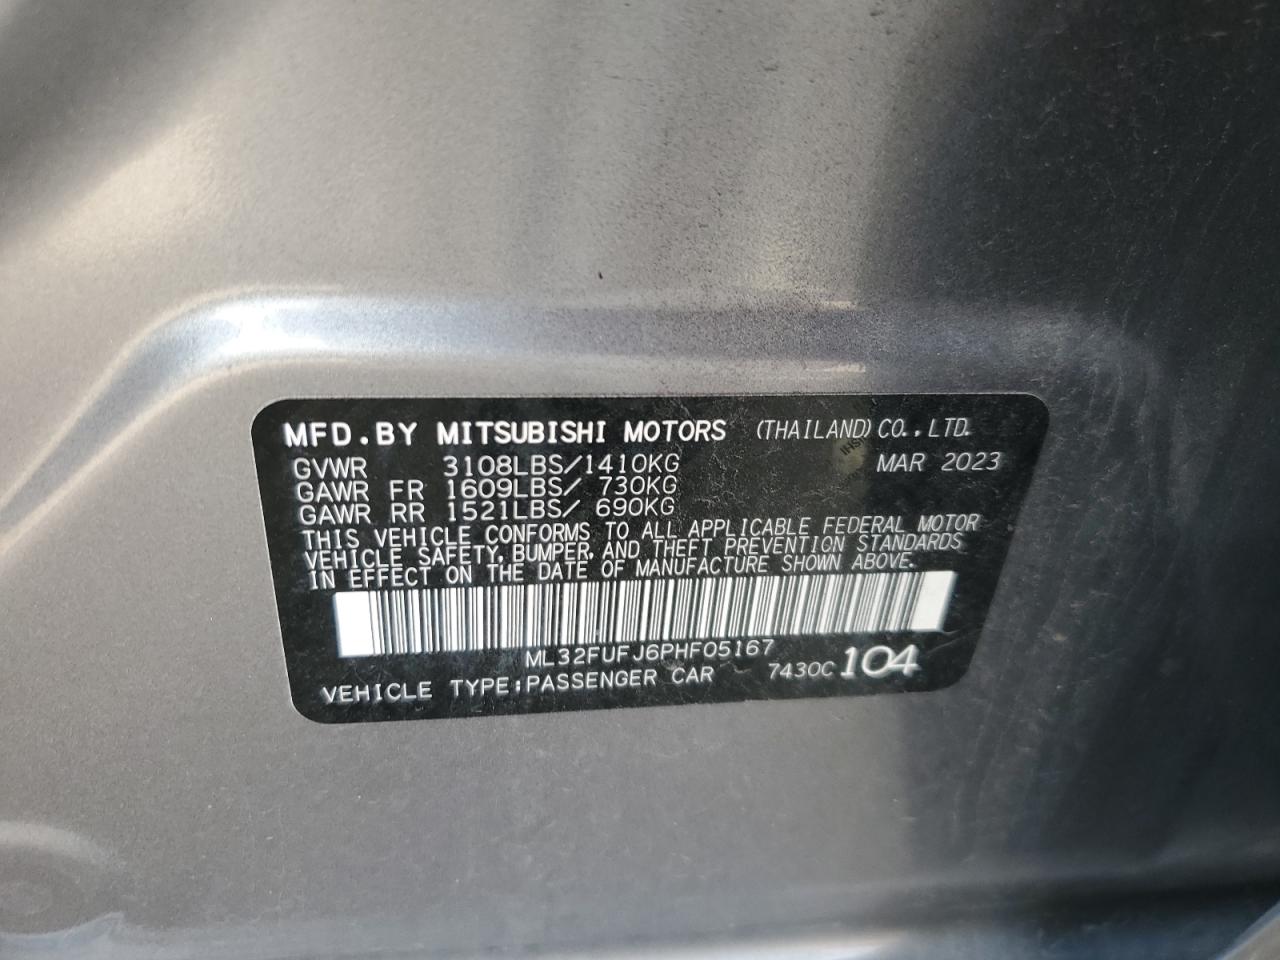 MFD.BY MITSUBISHI MOTORS (THAILAND) CO.,LTD.
GVWR 3108LBS/1410KG MAR 2023
GAWR FR 1609LBS/ 730KG
GAWR RR 1521LBS/ 690KG
THIS VEHICLE CONFORMS TO ALL APPLICABLE FEDERAL MOTOR
VEHICLE SAFETY, BUMPER, AND THEFT PREVENTION STANDARDS
IN EFFECT ON THE DATE OF MANUFACTURE SHOWN ABOVE.
ML32FUFJ6PHF05167
VEHICLE TYPE:PASSENGER CAR 7430C 104